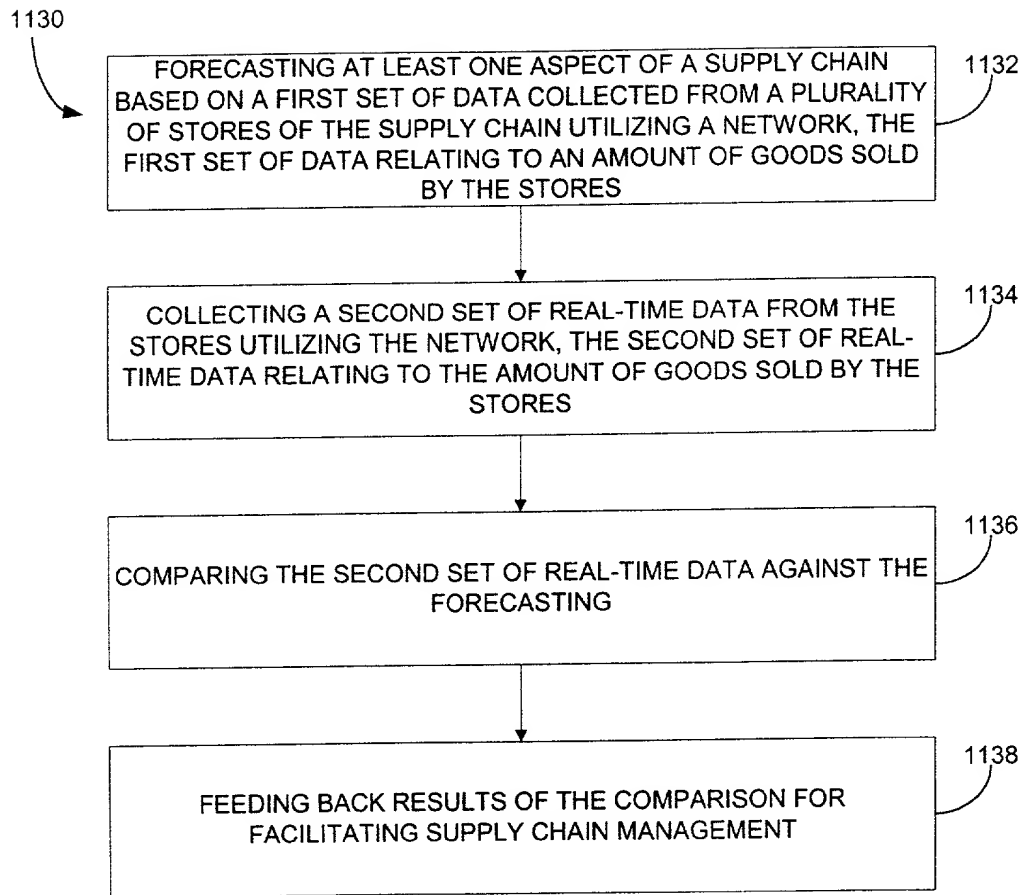 1130
FORECASTING AT LEAST ONE ASPECT OF A SUPPLY CHAIN
BASED ON A FIRST SET OF DATA COLLECTED FROM A PLURALITY
OF STORES OF THE SUPPLY CHAIN UTILIZING A NETWORK, THE
FIRST SET OF DATA RELATING TO AN AMOUNT OF GOODS SOLD
BY THE STORES
1132
COLLECTING A SECOND SET OF REAL-TIME DATA FROM THE
STORES UTILIZING THE NETWORK, THE SECOND SET OF REAL-
TIME DATA RELATING TO THE AMOUNT OF GOODS SOLD BY THE
STORES
1134
COMPARING THE SECOND SET OF REAL-TIME DATA AGAINST THE
FORECASTING
1136
FEEDING BACK RESULTS OF THE COMPARISON FOR
FACILITATING SUPPLY CHAIN MANAGEMENT
1138